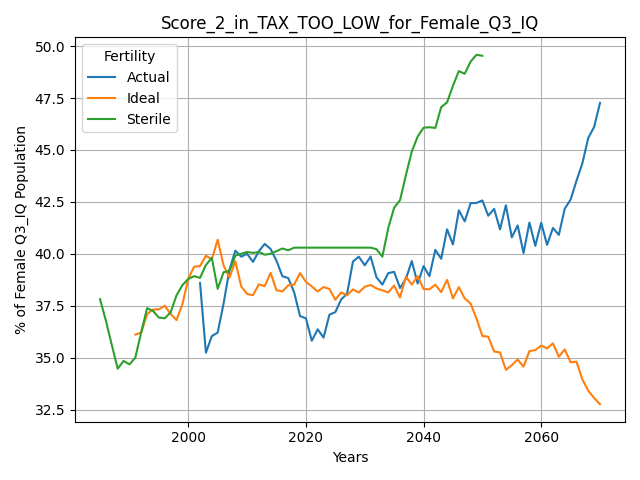 Score_2_in_TAX_TOO_LOW_for_Female_Q3_IQ
% of Female Q3_IQ Population
50.0
47.5
45.0
42.5
40.0
37.5
35.0
32.5
Fertility
Actual
Ideal
Sterile
2000
2020
2040
2060
Years